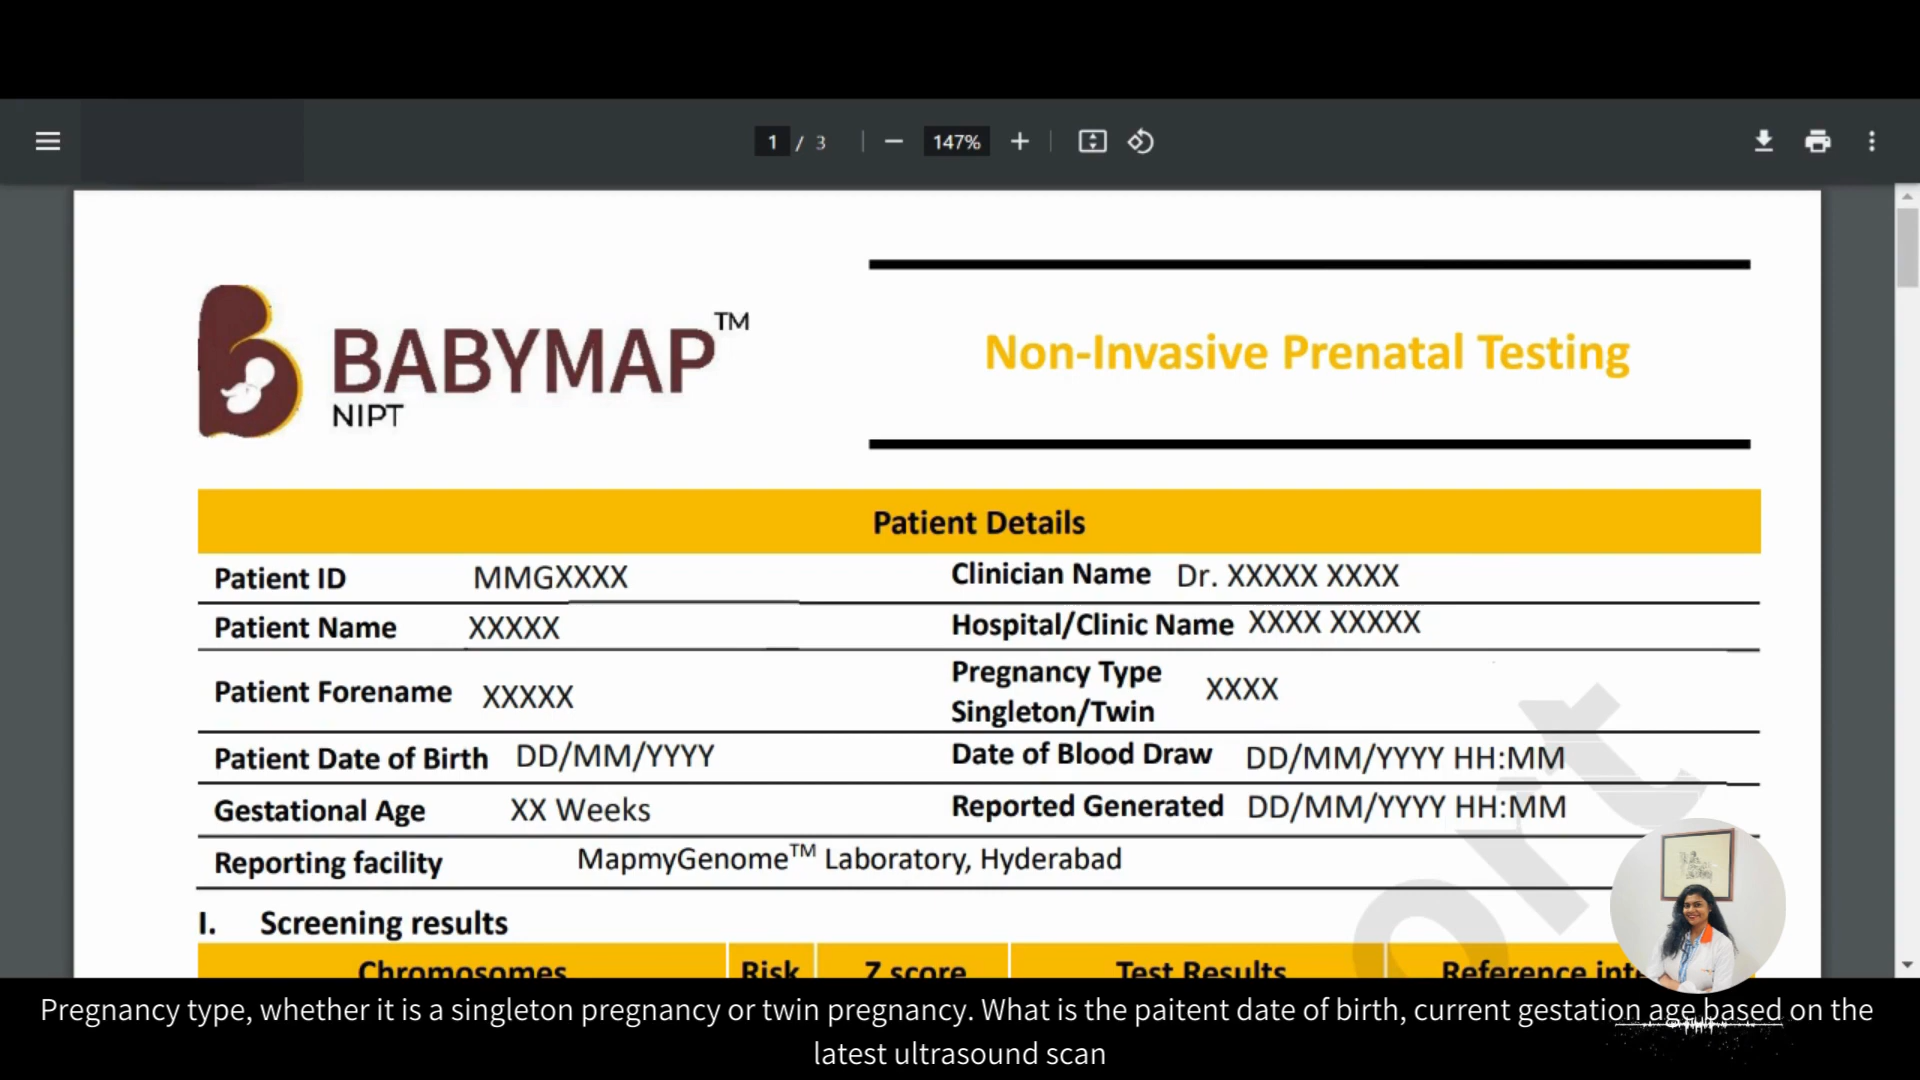 1 / 3
147%
BABYMAP™
NIPT
Non-Invasive Prenatal Testing
Patient Details
Patient ID MMGXXXX Clinician Name Dr. XXXXX XXXX
Patient Name XXXXX Hospital/Clinic Name XXXX XXXXX
Patient Forename XXXXX Pregnancy Type Singleton/Twin XXXX
Patient Date of Birth DD/MM/YYYY Date of Blood Draw DD/MM/YYYY HH:MM
Gestational Age XX Weeks Reported Generated DD/MM/YYYY HH:MM
Reporting facility MapmyGenome™ Laboratory, Hyderabad
I. Screening results
Chromosomes Risk Z score Test Results Reference
Pregnancy type, whether it is a singleton pregnancy or twin pregnancy. What is the paitent date of birth, current gestation age based on the
latest ultrasound scan